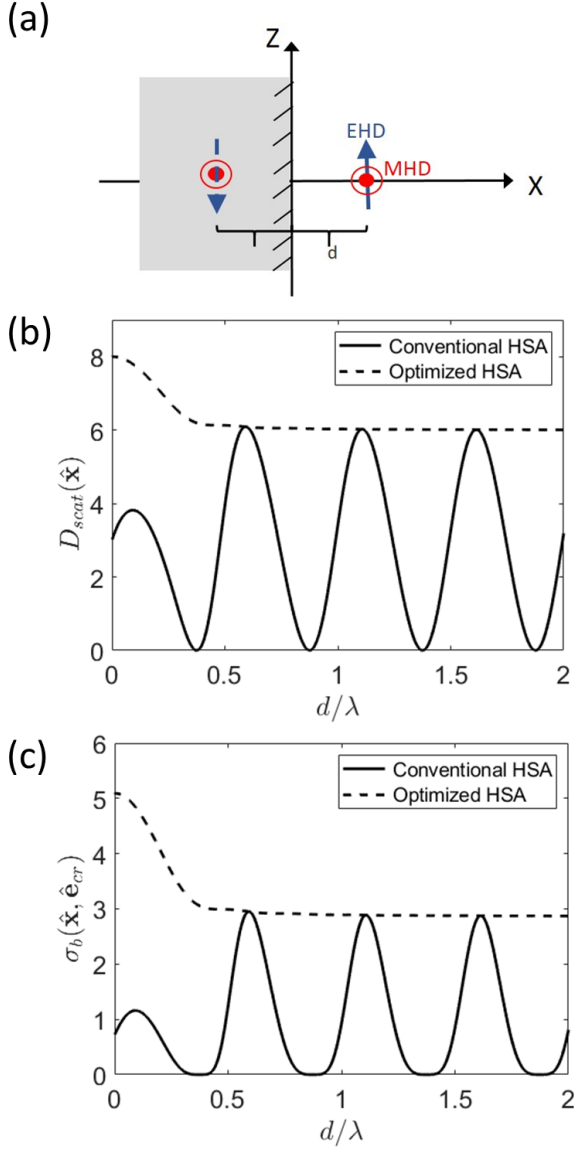 (a)
Z
EHD
MHD
X
d
(b)
8
6
4
2
0
D_scat(x̂)
Conventional HSA
Optimized HSA
0
0.5
1
1.5
2
d/λ
(c)
6
5
4
3
2
1
0
σ_b(x̂, ê_cr)
Conventional HSA
Optimized HSA
0
0.5
1
1.5
2
d/λ